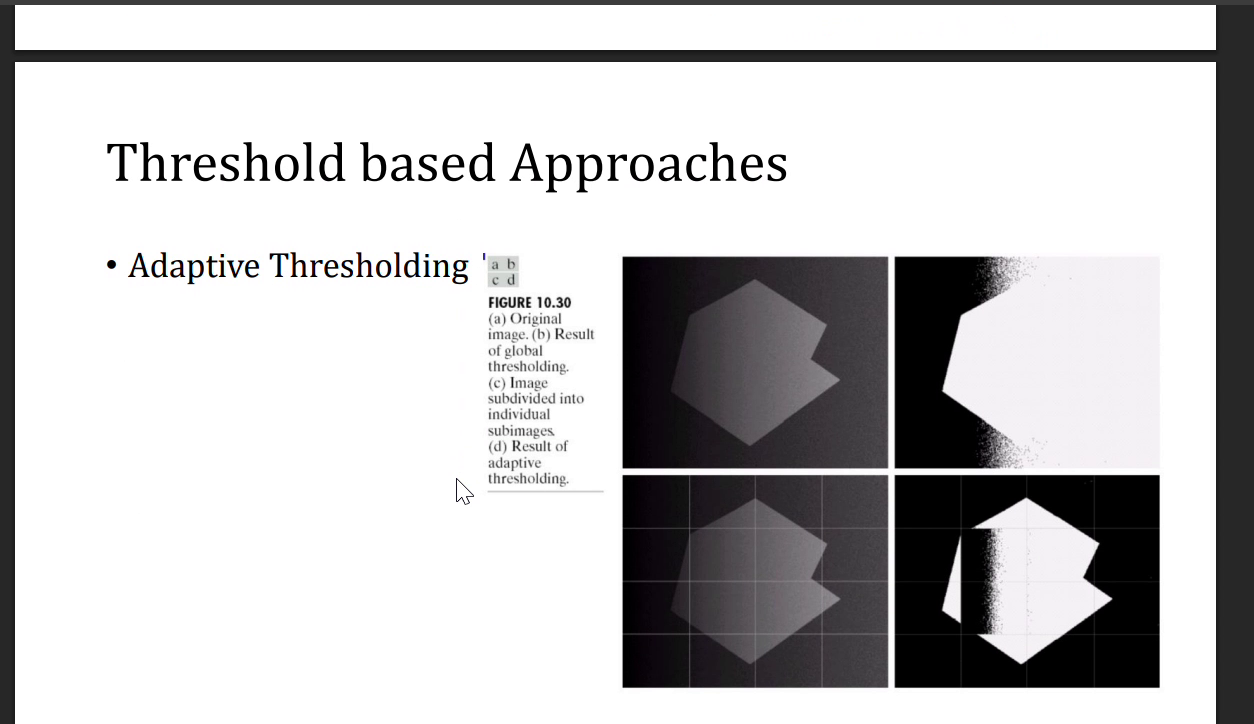 Threshold based Approaches
• Adaptive Thresholding
a b
c d
FIGURE 10.30
(a) Original
image. (b) Result
of global
thresholding.
(c) Image
subdivided into
individual
subimages.
(d) Result of
adaptive
thresholding.